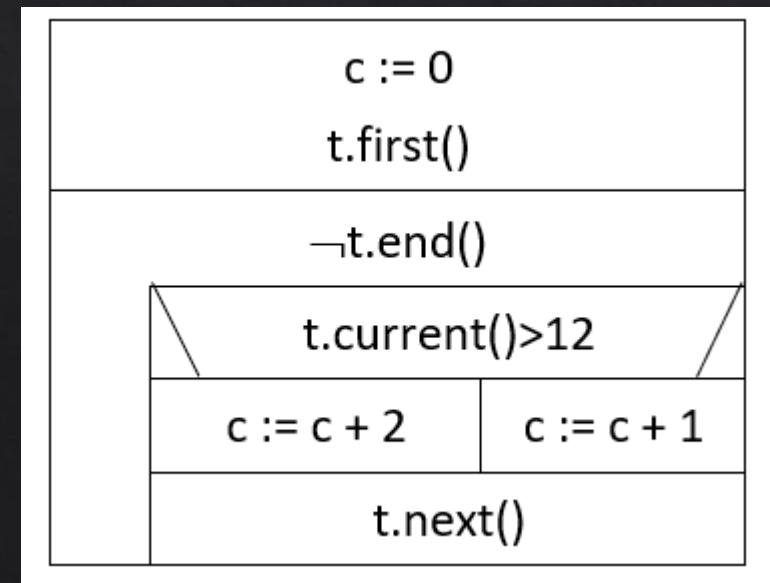 c := 0
t.first()
¬t.end()
t.current()>12
c := c + 2
c := c + 1
t.next()